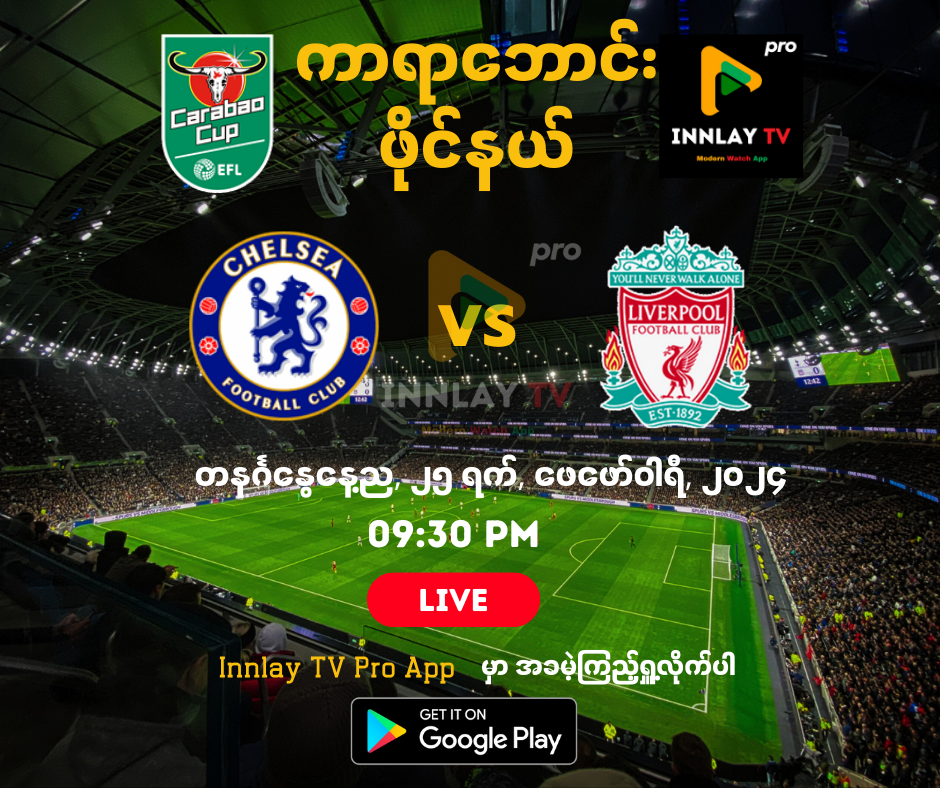 ကာရာဘောင်း
ဖိုင်နယ်
Carabao
Cup
EFL
pro
INNLAY TV
Modern Watch App
CHELSEA
FOOTBALL CLUB
pro
VS
INNLAY TV
YOU'LL NEVER WALK ALONE
LIVERPOOL
FOOTBALL CLUB
EST·1892
12:42
12:42
တနင်္ဂနွေနေ့ည, ၂၅ ရက်, ဖေဖော်ဝါရီ, ၂၀၂၄
09:30 PM
LIVE
Innlay TV Pro App မှာ အခမဲ့ကြည့်ရှူ့လိုက်ပါ
GET IT ON
Google Play